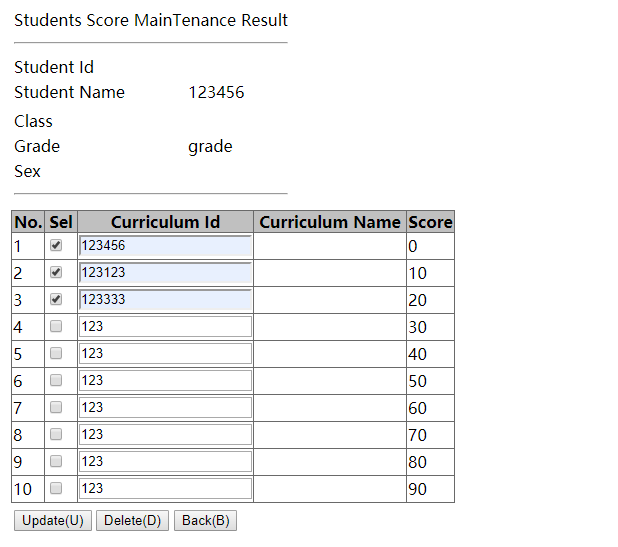 Students Score MainTenance Result
Student Id
Student Name 123456
Class
Grade grade
Sex
No. Sel Curriculum Id Curriculum Name Score
1 123456 0
2 123123 10
3 123333 20
4 123 30
5 123 40
6 123 50
7 123 60
8 123 70
9 123 80
10 123 90
Update(U) Delete(D) Back(B)